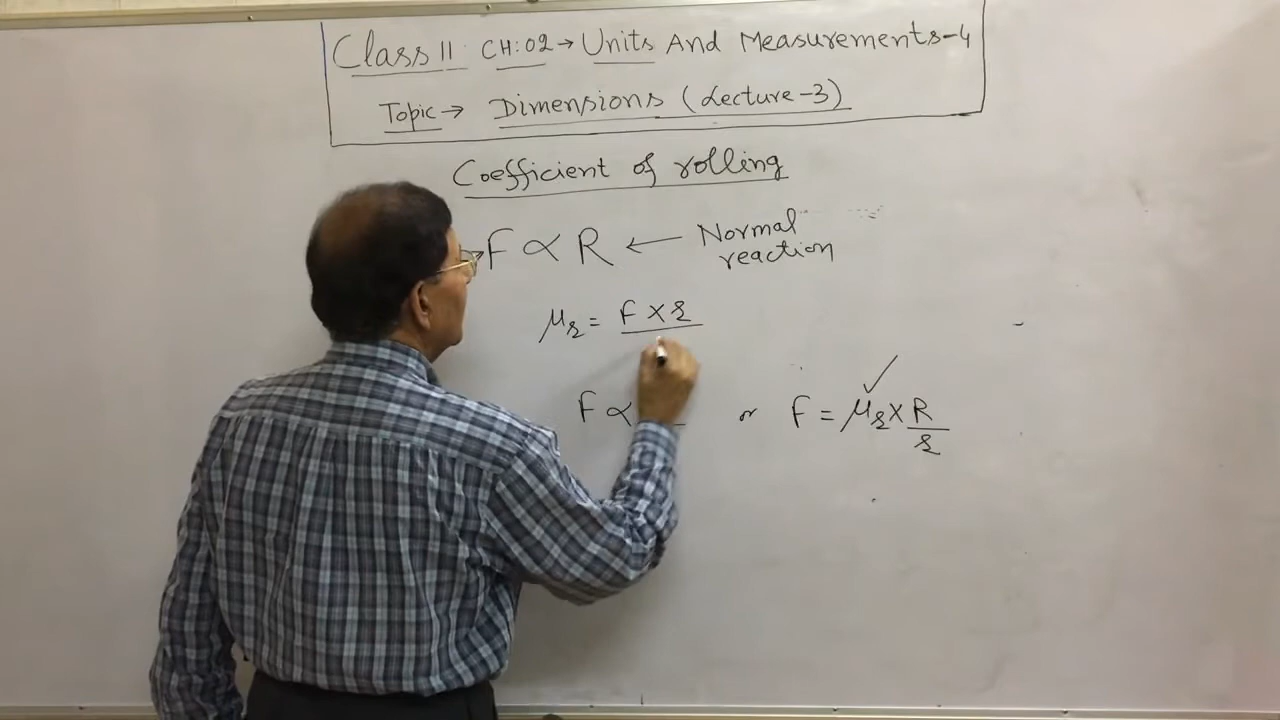 Class 11 CH:02→ Units And Measurements-4
Topic→ Dimensions (Lecture-3)
Coefficient of rolling
F ∝ R ← Normal reaction
μr = F × r
F ∝ or F = μr × R/r